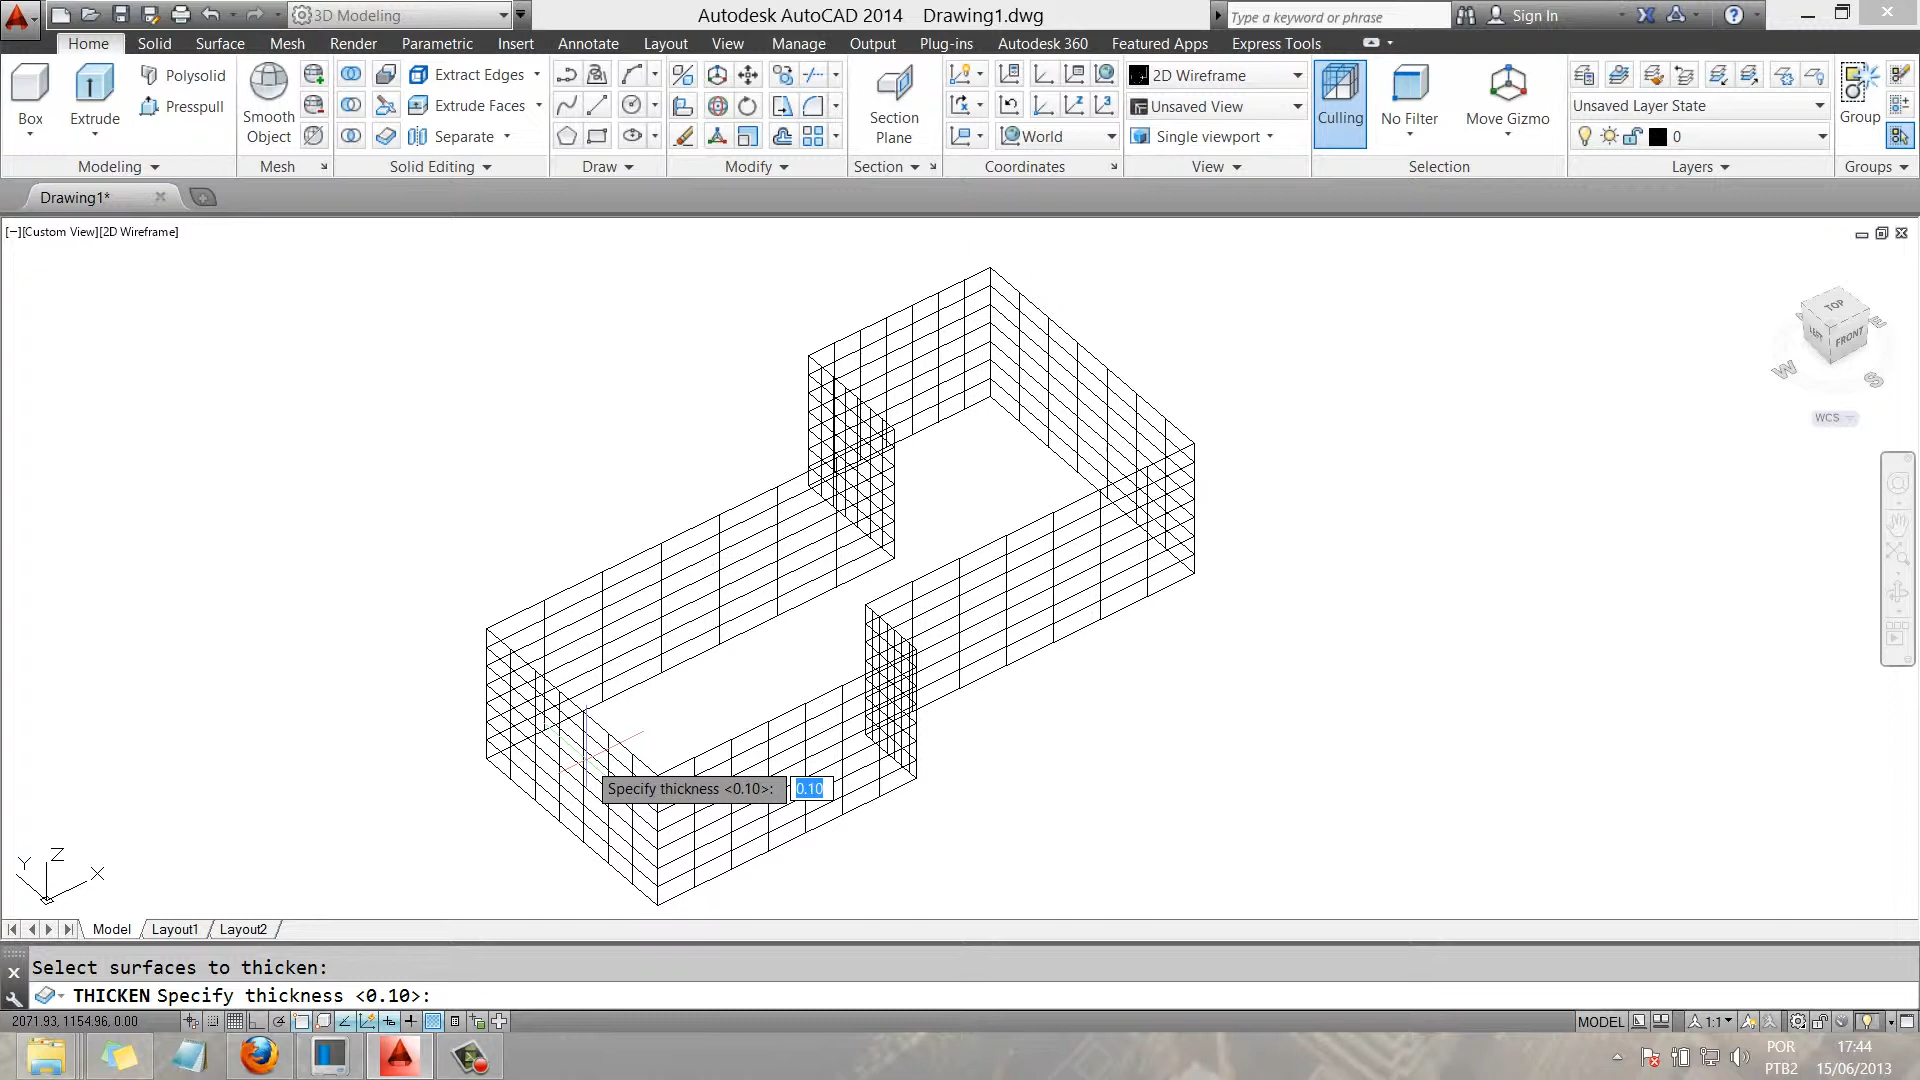 3D Modeling
Autodesk AutoCAD 2014 Drawing1.dwg
Type a keyword or phrase
Sign In
Home Solid Surface Mesh Render Parametric Insert Annotate Layout View Manage Output Plug-ins Autodesk 360 Featured Apps Express Tools
Box
Extrude
Polysolid
Presspull
Modeling
Smooth
Object
Mesh
Extract Edges
Extrude Faces
Separate
Solid Editing
Draw
Modify
Section
Plane
Section
World
Coordinates
2D Wireframe
Unsaved View
Single viewport
View
Culling
No Filter
Move Gizmo
Selection
Unsaved Layer State
0
Layers
Group
Groups
Drawing1*
[−][Custom View][2D Wireframe]
TOP
LEFT
FRONT
W
S
E
WCS
Specify thickness <0.10>: 0.10
Y
Z
X
Model Layout1 Layout2
Select surfaces to thicken:
THICKEN Specify thickness <0.10>:
2071.93, 1154.96, 0.00
MODEL
1:1
POR
PTB2
17:44
15/06/2013